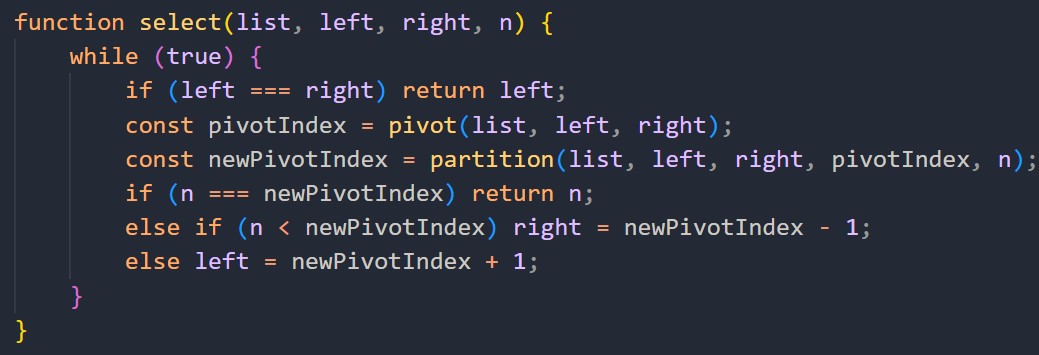 function select(list, left, right, n) {
    while (true) {
        if (left === right) return left;
        const pivotIndex = pivot(list, left, right);
        const newPivotIndex = partition(list, left, right, pivotIndex, n);
        if (n === newPivotIndex) return n;
        else if (n < newPivotIndex) right = newPivotIndex - 1;
        else left = newPivotIndex + 1;
    }
}